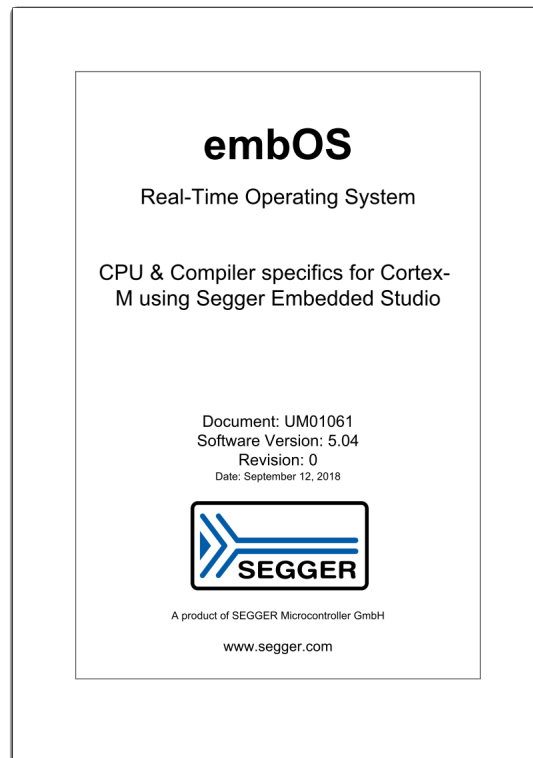 embOS
Real-Time Operating System
CPU & Compiler specifics for Cortex-
M using Segger Embedded Studio
Document: UM01061
Software Version: 5.04
Revision: 0
Date: September 12, 2018
SEGGER
A product of SEGGER Microcontroller GmbH
www.segger.com